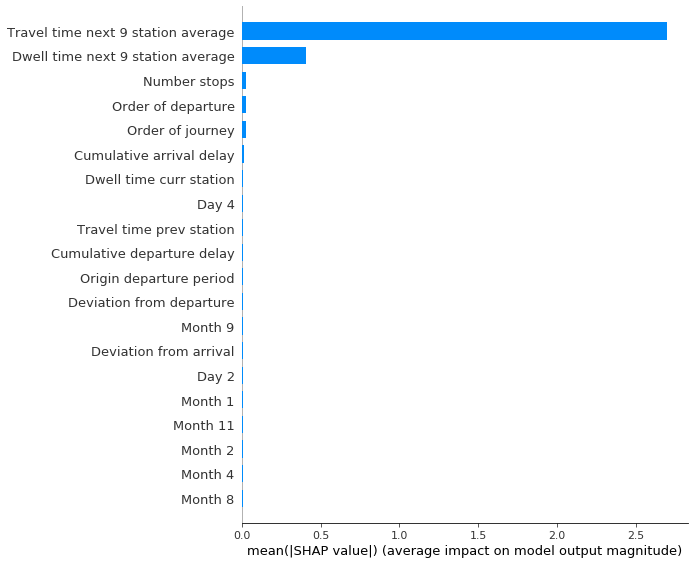 Travel time next 9 station average
Dwell time next 9 station average
Number stops
Order of departure
Order of journey
Cumulative arrival delay
Dwell time curr station
Day 4
Travel time prev station
Cumulative departure delay
Origin departure period
Deviation from departure
Month 9
Deviation from arrival
Day 2
Month 1
Month 11
Month 2
Month 4
Month 8
0.0 0.5 1.0 1.5 2.0 2.5
mean(|SHAP value|) (average impact on model output magnitude)